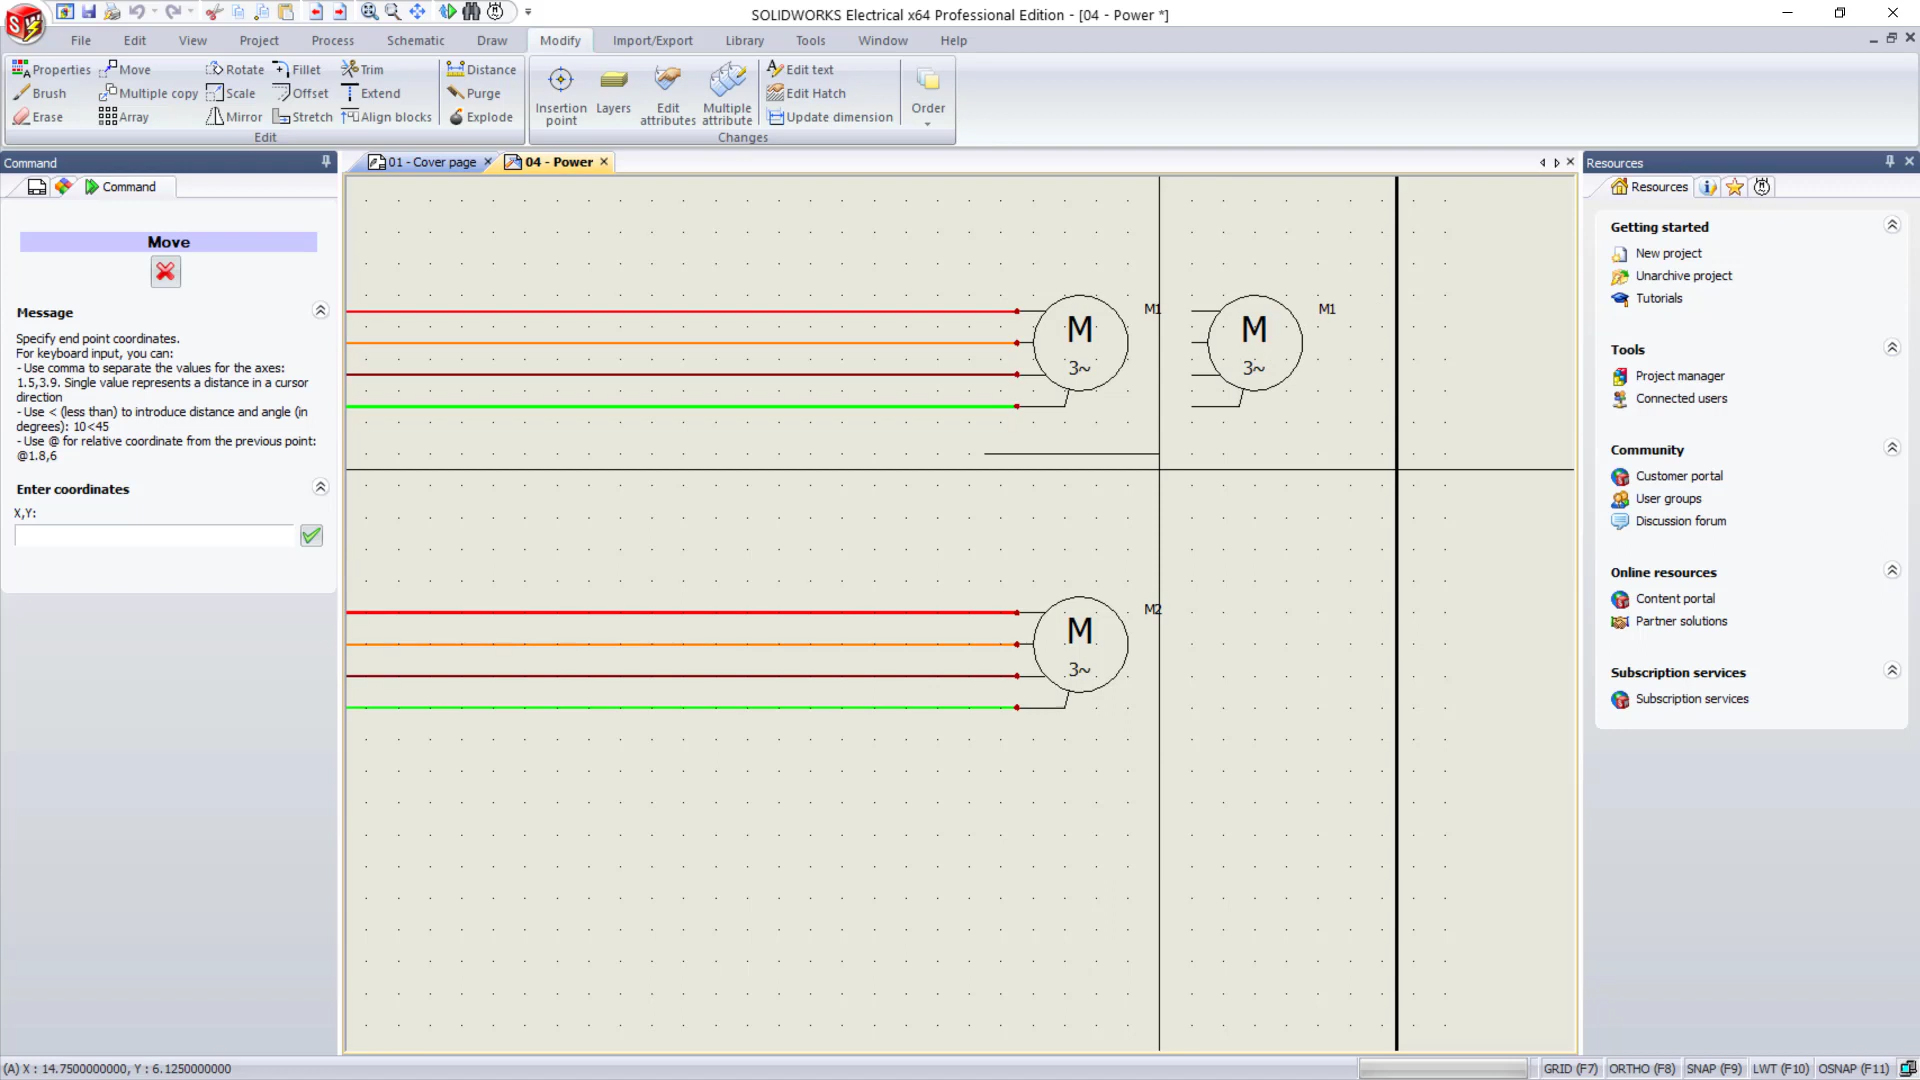 SOLIDWORKS Electrical x64 Professional Edition - [04 - Power *]
File Edit View Project Process Schematic Draw Modify Import/Export Library Tools Window Help
Properties Move Rotate Fillet Trim Distance
Brush Multiple copy Scale Offset Extend Purge
Erase Array Mirror Stretch Align blocks Explode
Edit
Insertion point
Layers
Edit attributes
Multiple attribute
Edit text
Edit Hatch
Update dimension
Order
Changes
Command
Command
Move
Message
Specify end point coordinates.
For keyboard input, you can:
- Use comma to separate the values for the axes:
1.5,3.9. Single value represents a distance in a cursor
direction
- Use < (less than) to introduce distance and angle (in
degrees): 10<45
- Use @ for relative coordinate from the previous point:
@1.8,6
Enter coordinates
X,Y:
01 - Cover page
04 - Power
M1
M
3~
M1
M
3~
M2
M
3~
Resources
Resources
Getting started
New project
Unarchive project
Tutorials
Tools
Project manager
Connected users
Community
Customer portal
User groups
Discussion forum
Online resources
Content portal
Partner solutions
Subscription services
Subscription services
(A) X : 14.7500000000, Y : 6.1250000000
GRID (F7) ORTHO (F8) SNAP (F9) LWT (F10) OSNAP (F11)